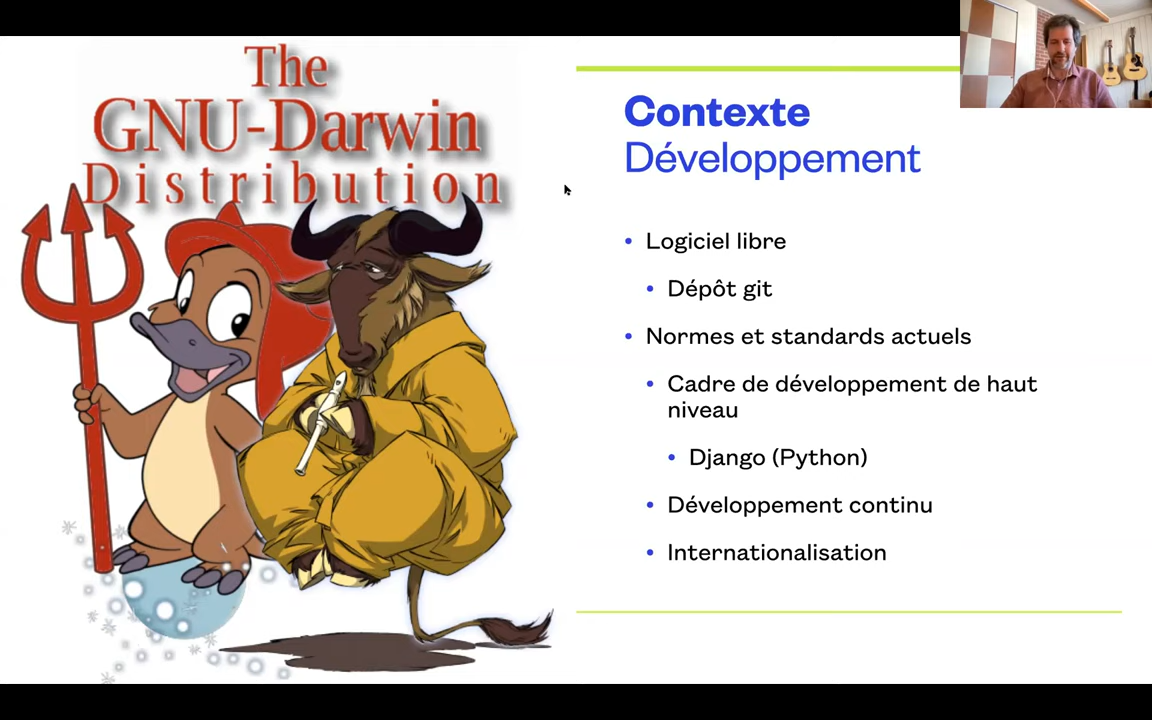 The
GNU-Darwin
Distribution
Contexte
Développement
• Logiciel libre
• Dépôt git
• Normes et standards actuels
• Cadre de développement de haut
niveau
• Django (Python)
• Développement continu
• Internationalisation